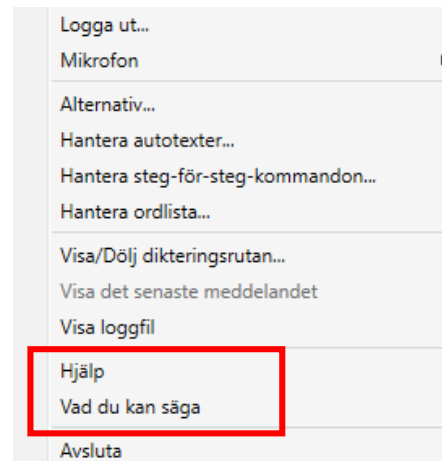 Logga ut...
Mikrofon
Alternativ...
Hantera autotexter...
Hantera steg-för-steg-kommandon...
Hantera ordlista...
Visa/Dölj dikteringsrutan...
Visa det senaste meddelandet
Visa loggfil
Hjälp
Vad du kan säga
Avsluta